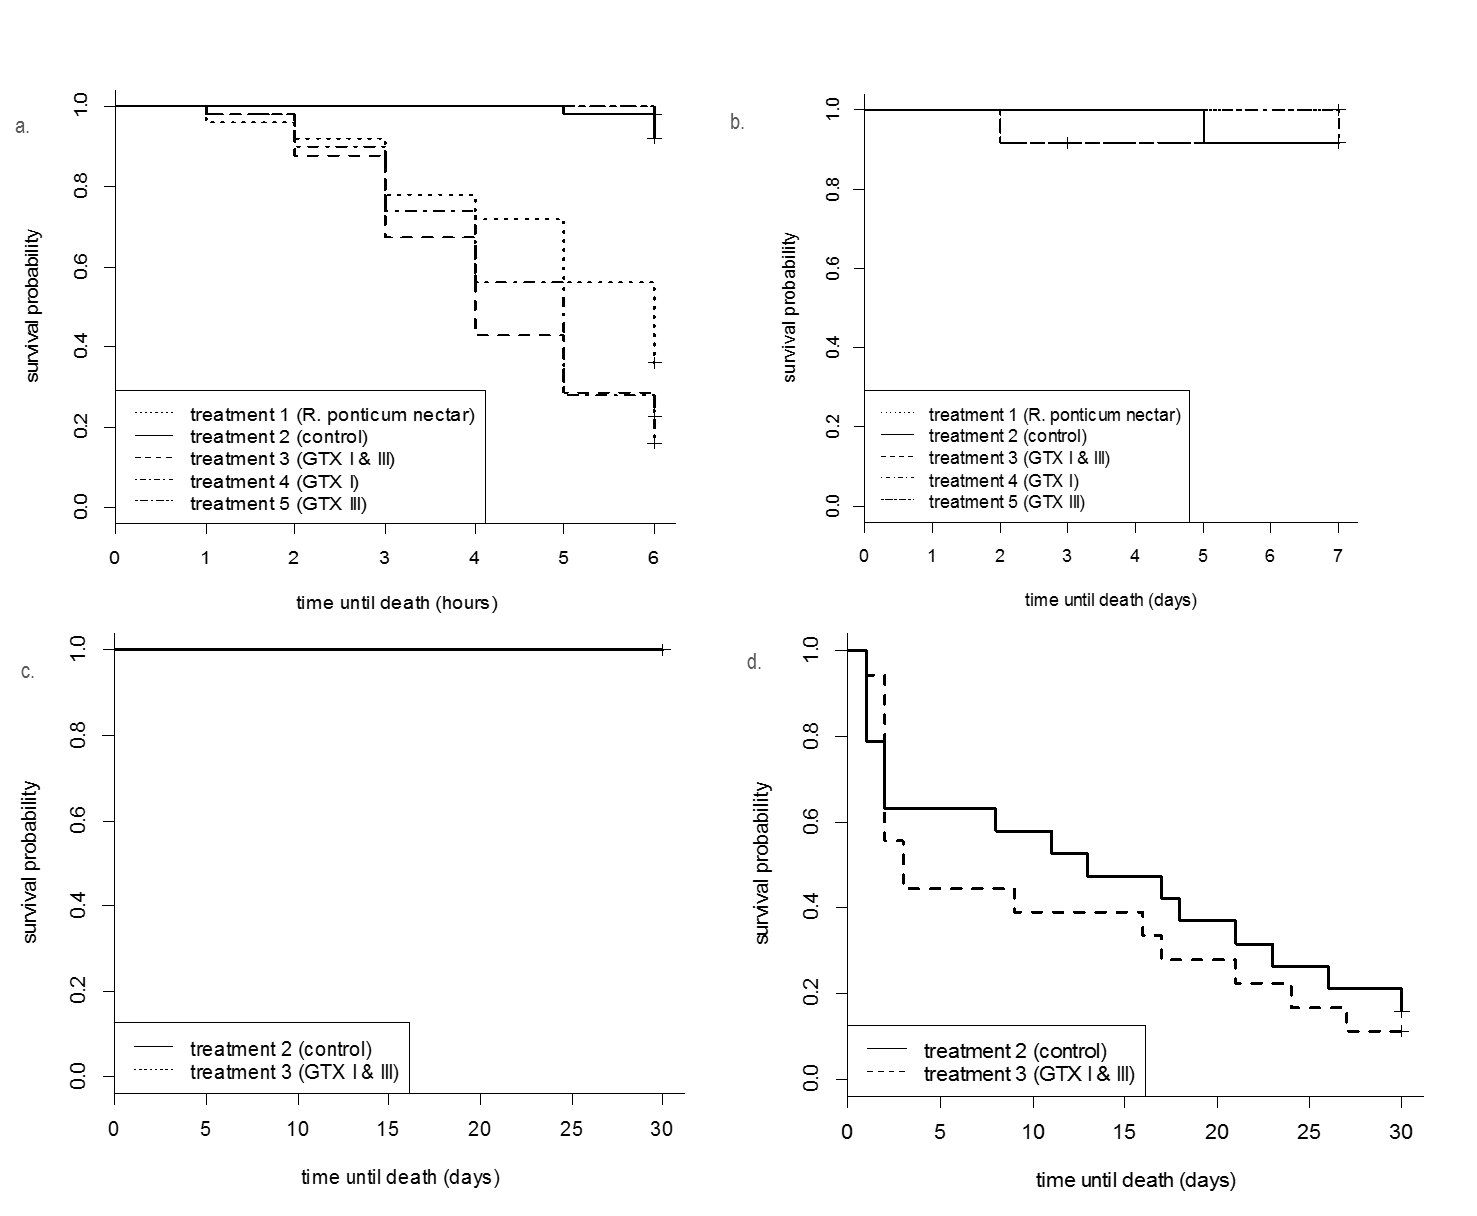 a.
survival probability
1.0
0.8
0.6
0.4
0.2
0.0
treatment 1 (R. ponticum nectar)
treatment 2 (control)
treatment 3 (GTX I & III)
treatment 4 (GTX I)
treatment 5 (GTX III)
0 1 2 3 4 5 6
time until death (hours)
b.
survival probability
1.0
0.8
0.6
0.4
0.2
0.0
treatment 1 (R. ponticum nectar)
treatment 2 (control)
treatment 3 (GTX I & III)
treatment 4 (GTX I)
treatment 5 (GTX III)
0 1 2 3 4 5 6 7
time until death (days)
c.
survival probability
1.0
0.8
0.6
0.4
0.2
0.0
treatment 2 (control)
treatment 3 (GTX I & III)
0 5 10 15 20 25 30
time until death (days)
d.
survival probability
1.0
0.8
0.6
0.4
0.2
0.0
treatment 2 (control)
treatment 3 (GTX I & III)
0 5 10 15 20 25 30
time until death (days)